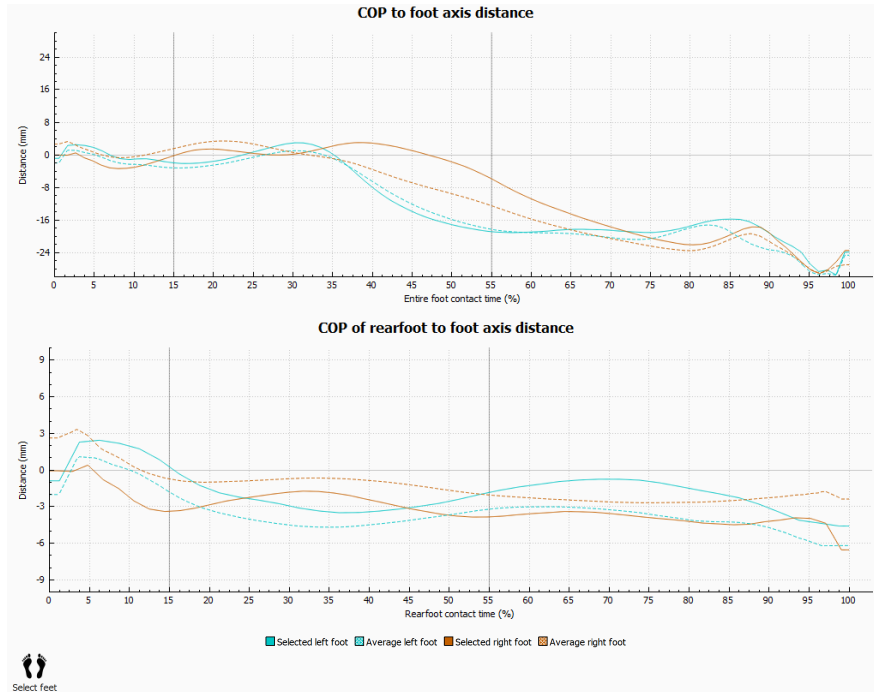 COP to foot axis distance
24
16
8
0
-8
-16
-24
Distance (mm)
0 5 10 15 20 25 30 35 40 45 50 55 60 65 70 75 80 85 90 95 100
Entire foot contact time (%)
COP of rearfoot to foot axis distance
9
6
3
0
-3
-6
-9
Distance (mm)
0 5 10 15 20 25 30 35 40 45 50 55 60 65 70 75 80 85 90 95 100
Rearfoot contact time (%)
Selected left foot Average left foot Selected right foot Average right foot
Select feet